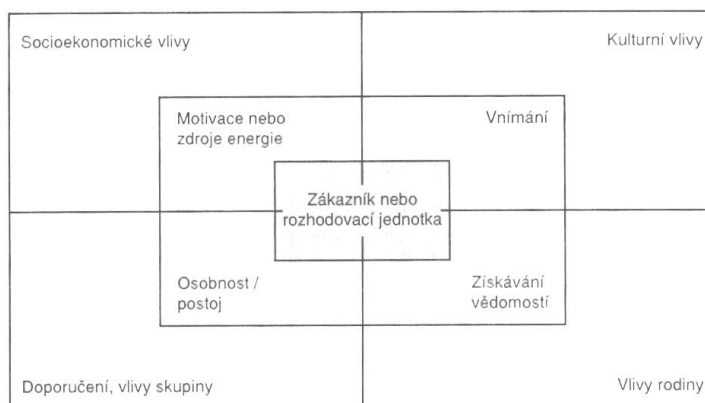 Socioekonomické vlivy
Kulturní vlivy
Motivace nebo
zdroje energie
Vnímání
Zákazník nebo
rozhodovací jednotka
Osobnost /
postoj
Získávání
vědomostí
Doporučení, vlivy skupiny
Vlivy rodiny